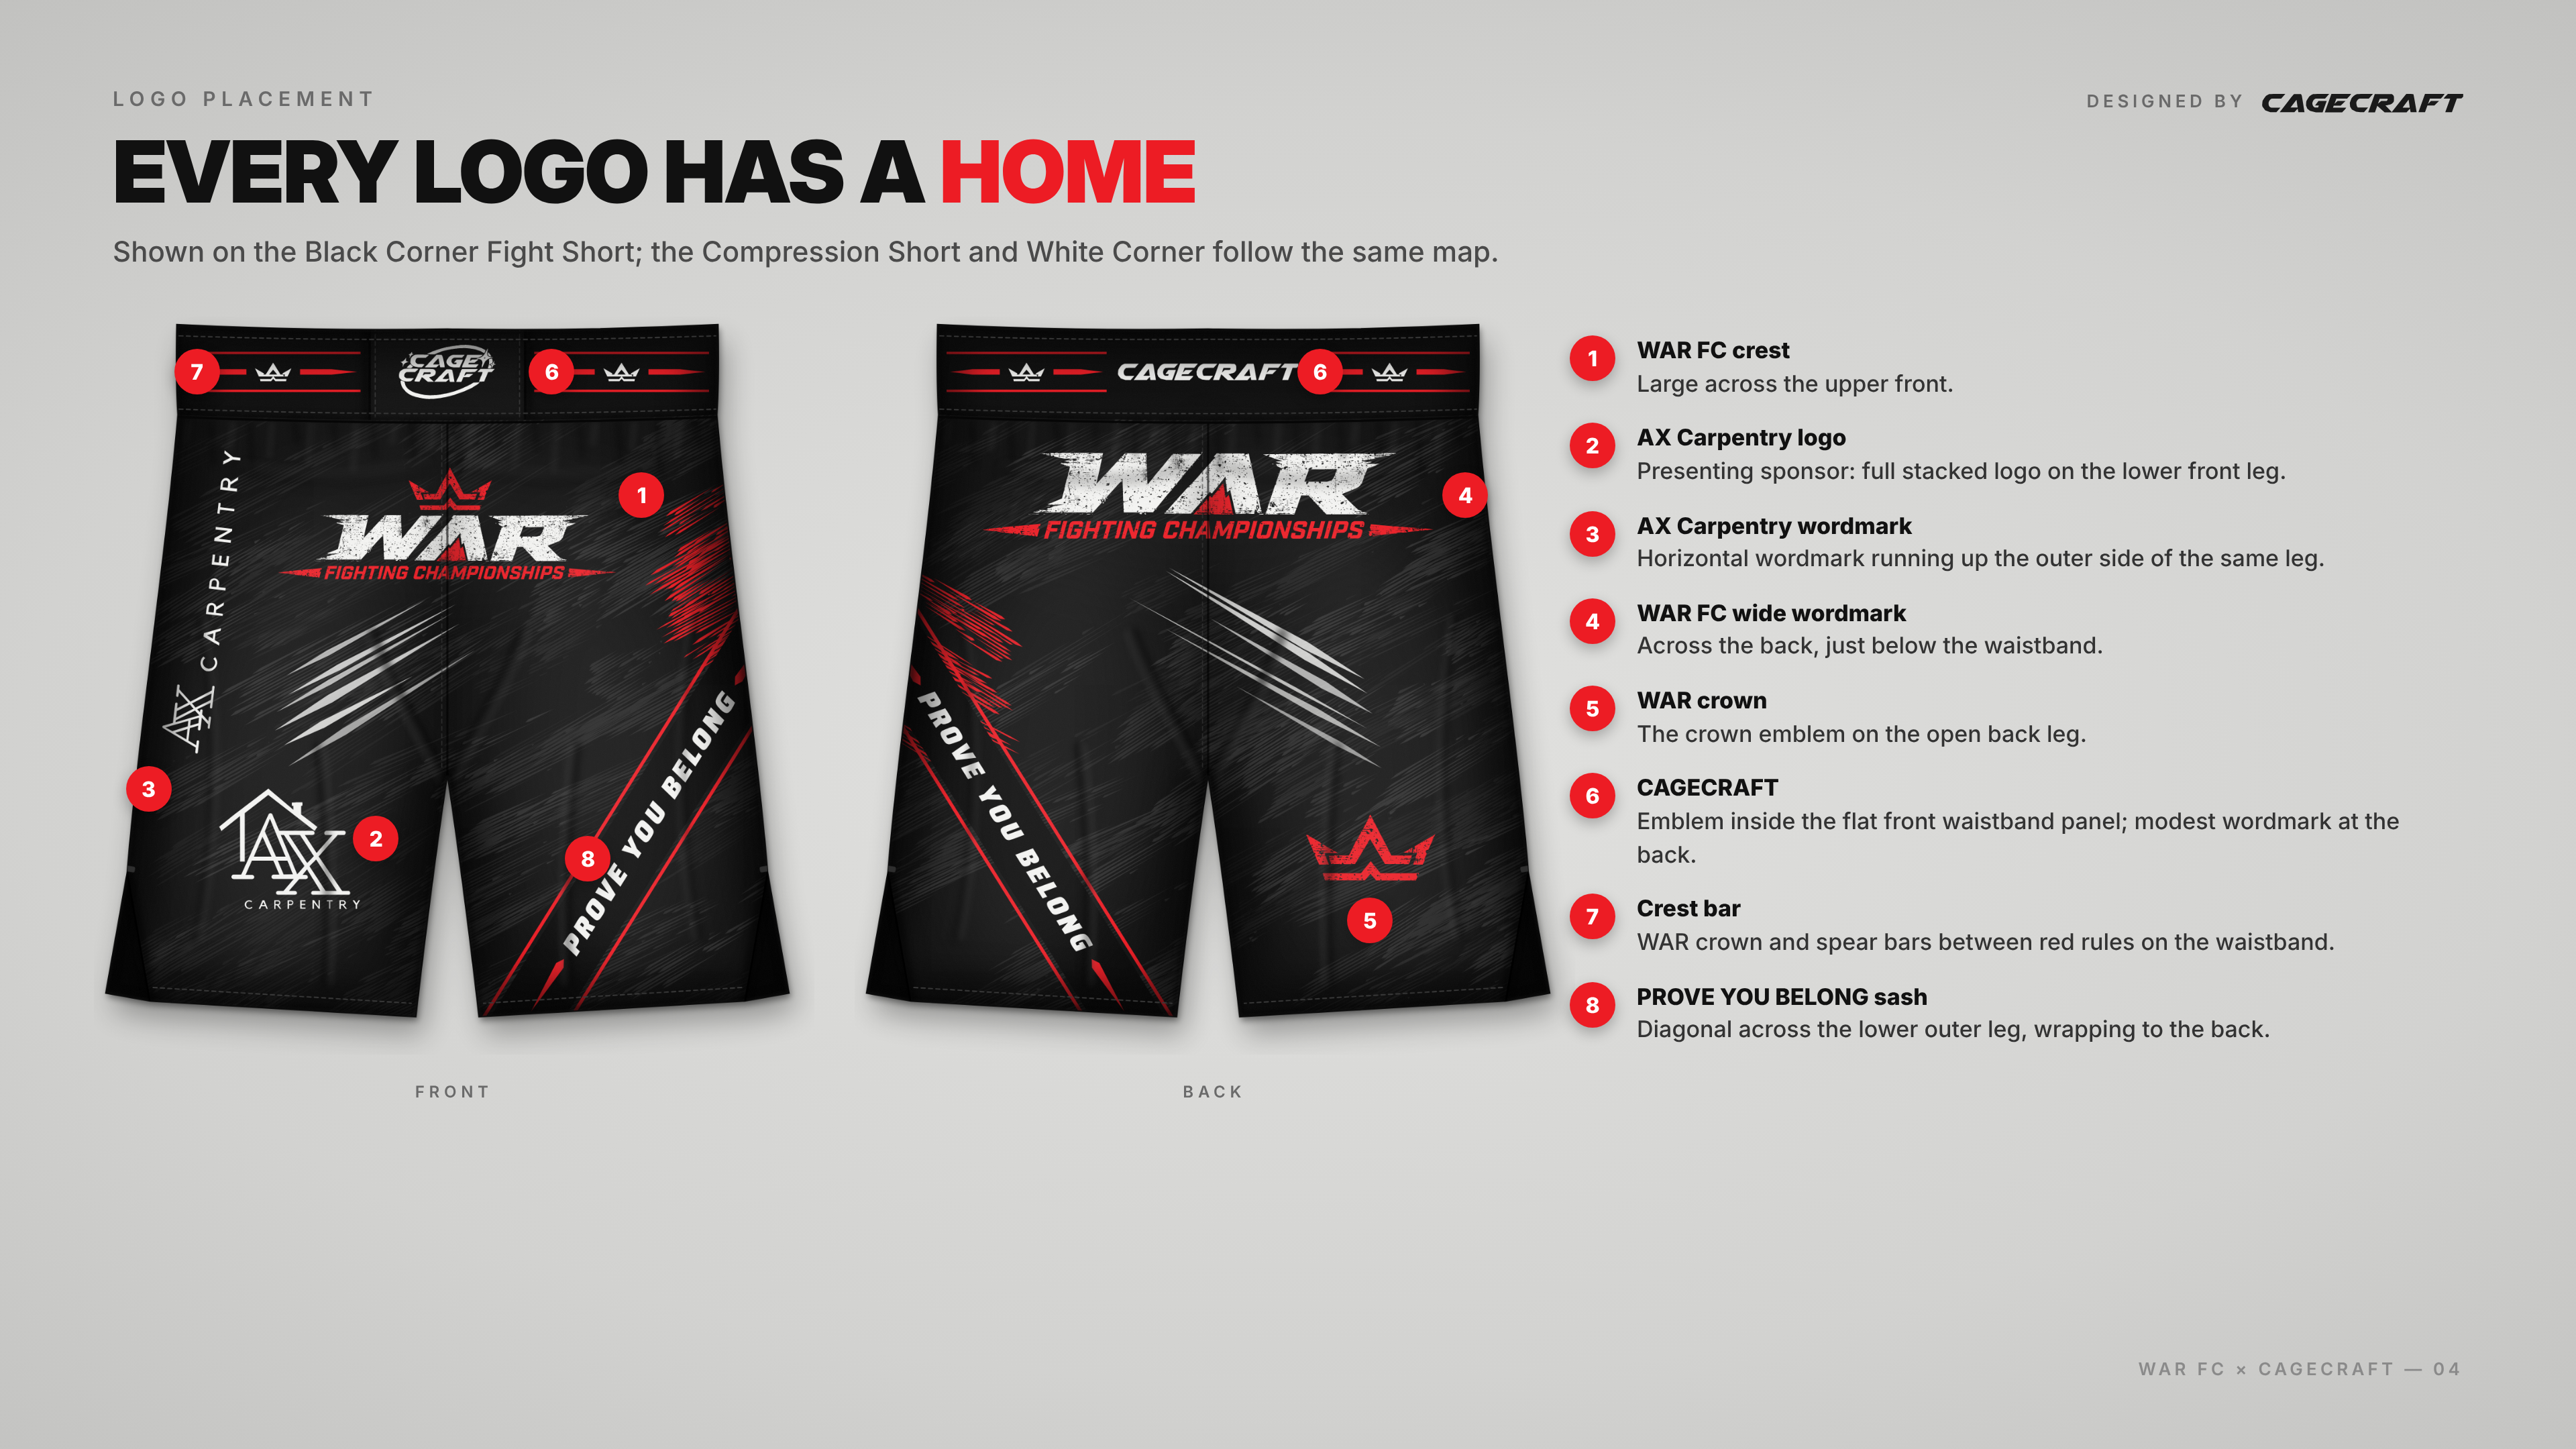 LOGO PLACEMENT
DESIGNED BY CAGECRAFT
EVERY LOGO HAS A HOME
Shown on the Black Corner Fight Short; the Compression Short and White Corner follow the same map.
7
CAGE
CRAFT
6
AX CARPENTRY
WAR
FIGHTING CHAMPIONSHIPS
1
3
AX
CARPENTRY
2
8
PROVE YOU BELONG
FRONT
CAGECRAFT
6
WAR
FIGHTING CHAMPIONSHIPS
4
PROVE YOU BELONG
5
BACK
1 WAR FC crest
Large across the upper front.
2 AX Carpentry logo
Presenting sponsor: full stacked logo on the lower front leg.
3 AX Carpentry wordmark
Horizontal wordmark running up the outer side of the same leg.
4 WAR FC wide wordmark
Across the back, just below the waistband.
5 WAR crown
The crown emblem on the open back leg.
6 CAGECRAFT
Emblem inside the flat front waistband panel; modest wordmark at the
back.
7 Crest bar
WAR crown and spear bars between red rules on the waistband.
8 PROVE YOU BELONG sash
Diagonal across the lower outer leg, wrapping to the back.
WAR FC × CAGECRAFT — 04